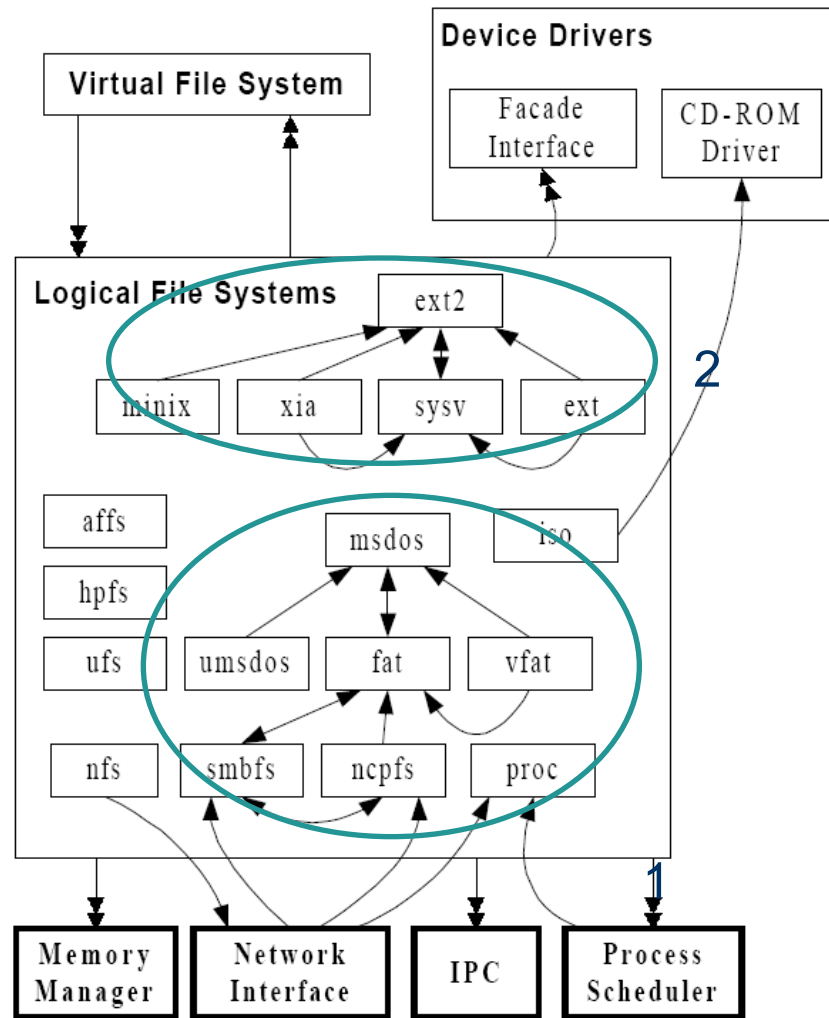 Device Drivers
Virtual File System
Facade
Interface
CD-ROM
Driver
Logical File Systems
ext2
2
minix
xia
sysv
ext
affs
msdos
iso
hpfs
ufs
umsdos
fat
vfat
nfs
smbfs
ncpfs
proc
1
Memory
Manager
Network
Interface
IPC
Process
Scheduler